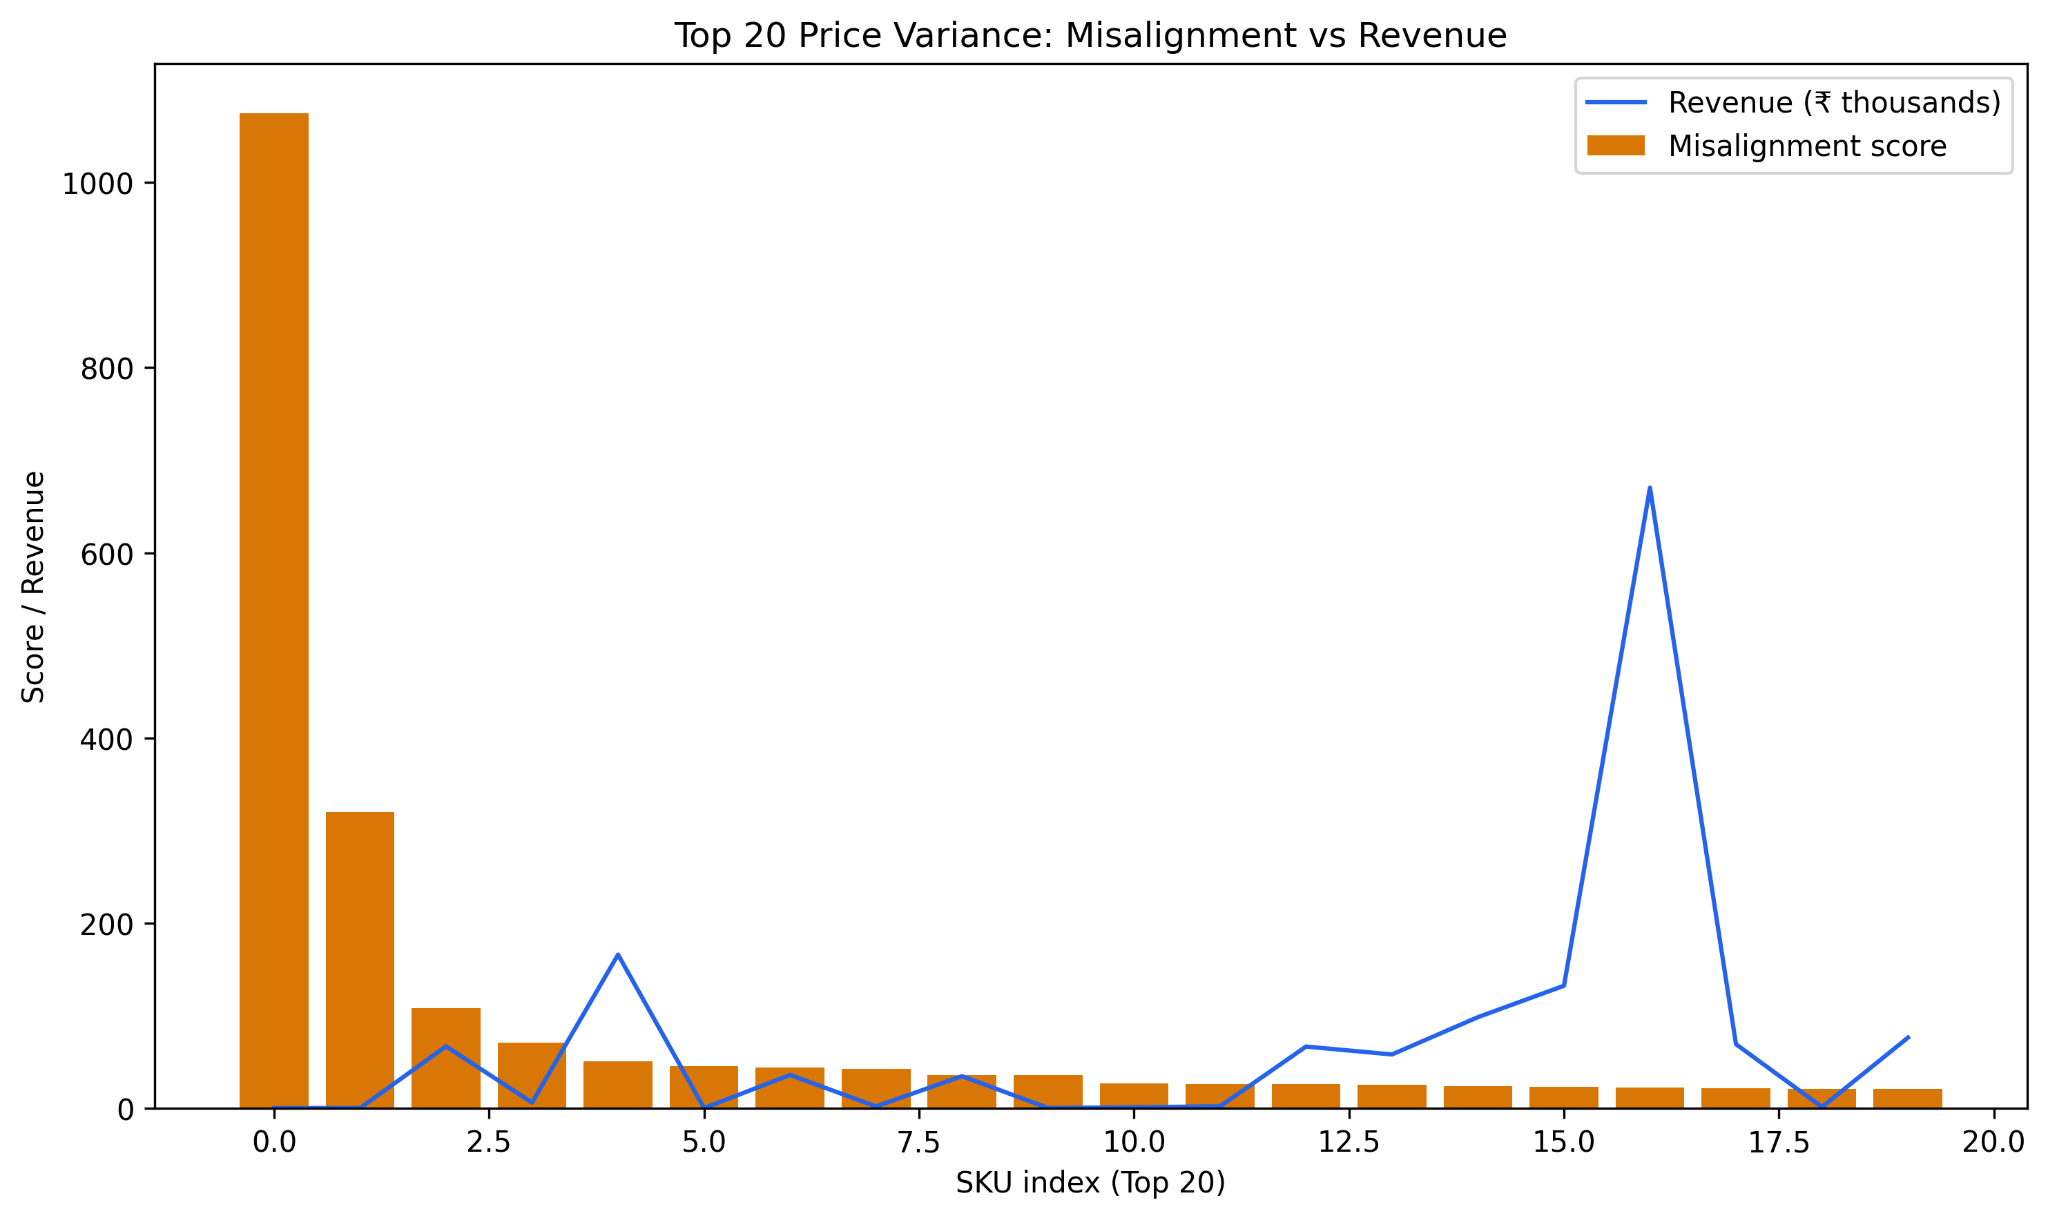 Top 20 Price Variance: Misalignment vs Revenue
Revenue (₹ thousands)
Misalignment score
Score / Revenue
1000
800
600
400
200
0
0.0 2.5 5.0 7.5 10.0 12.5 15.0 17.5 20.0
SKU index (Top 20)